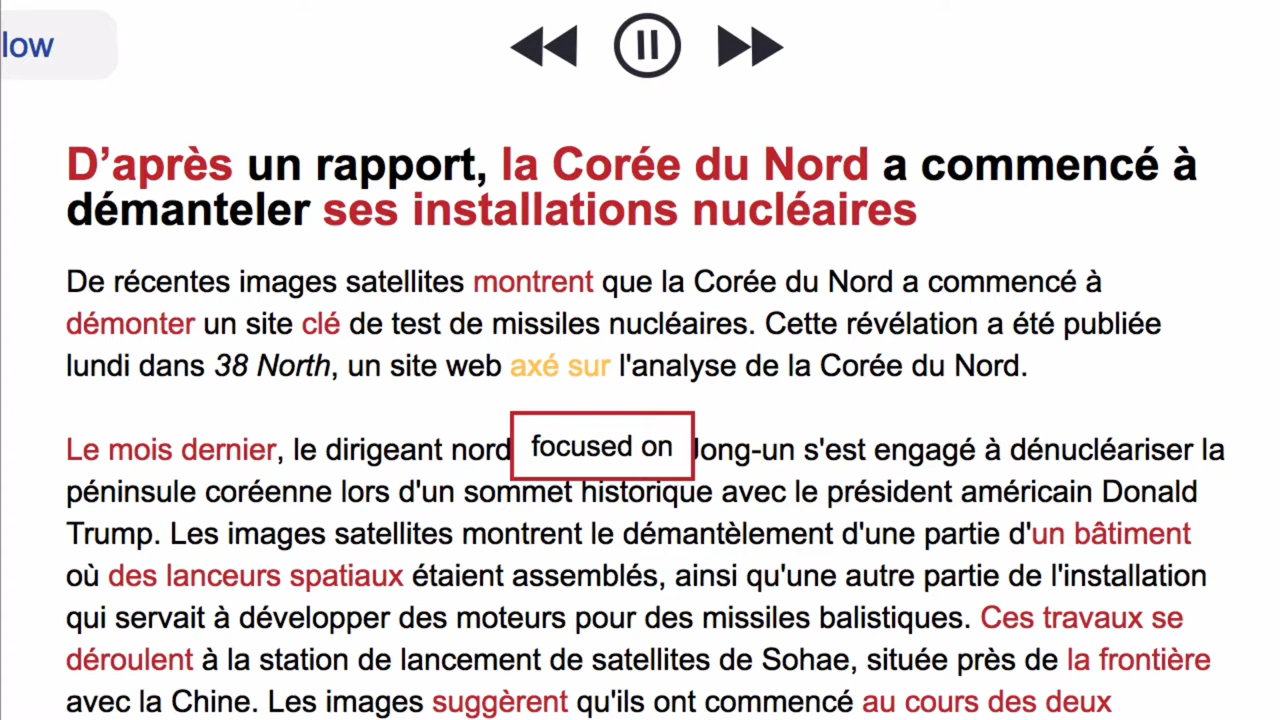 low
D’après un rapport, la Corée du Nord a commencé à
démanteler ses installations nucléaires
De récentes images satellites montrent que la Corée du Nord a commencé à
démonter un site clé de test de missiles nucléaires. Cette révélation a été publiée
lundi dans 38 North, un site web axé sur l'analyse de la Corée du Nord.
focused on
Le mois dernier, le dirigeant nord Jong-un s'est engagé à dénucléariser la
péninsule coréenne lors d'un sommet historique avec le président américain Donald
Trump. Les images satellites montrent le démantèlement d'une partie d'un bâtiment
où des lanceurs spatiaux étaient assemblés, ainsi qu'une autre partie de l'installation
qui servait à développer des moteurs pour des missiles balistiques. Ces travaux se
déroulent à la station de lancement de satellites de Sohae, située près de la frontière
avec la Chine. Les images suggèrent qu'ils ont commencé au cours des deux